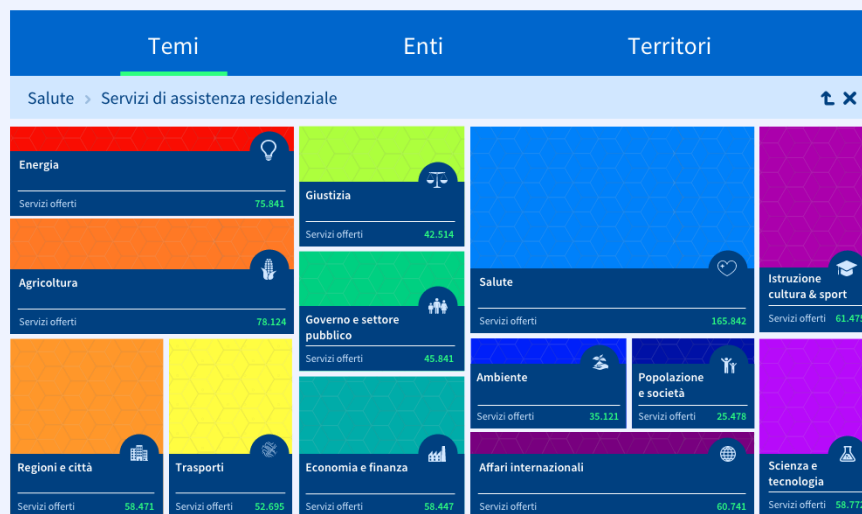 Temi
Enti
Territori
Salute > Servizi di assistenza residenziale
Energia
Servizi offerti 75.841
Giustizia
Servizi offerti 42.514
Salute
Servizi offerti 165.842
Istruzione
cultura & sport
Servizi offerti 61.475
Agricoltura
Servizi offerti 78.124
Governo e settore
pubblico
Servizi offerti 45.841
Ambiente
Servizi offerti 35.121
Popolazione
e società
Servizi offerti 25.478
Regioni e città
Servizi offerti 58.471
Trasporti
Servizi offerti 52.695
Economia e finanza
Servizi offerti 58.447
Affari internazionali
Servizi offerti 60.741
Scienza e
tecnologia
Servizi offerti 58.772